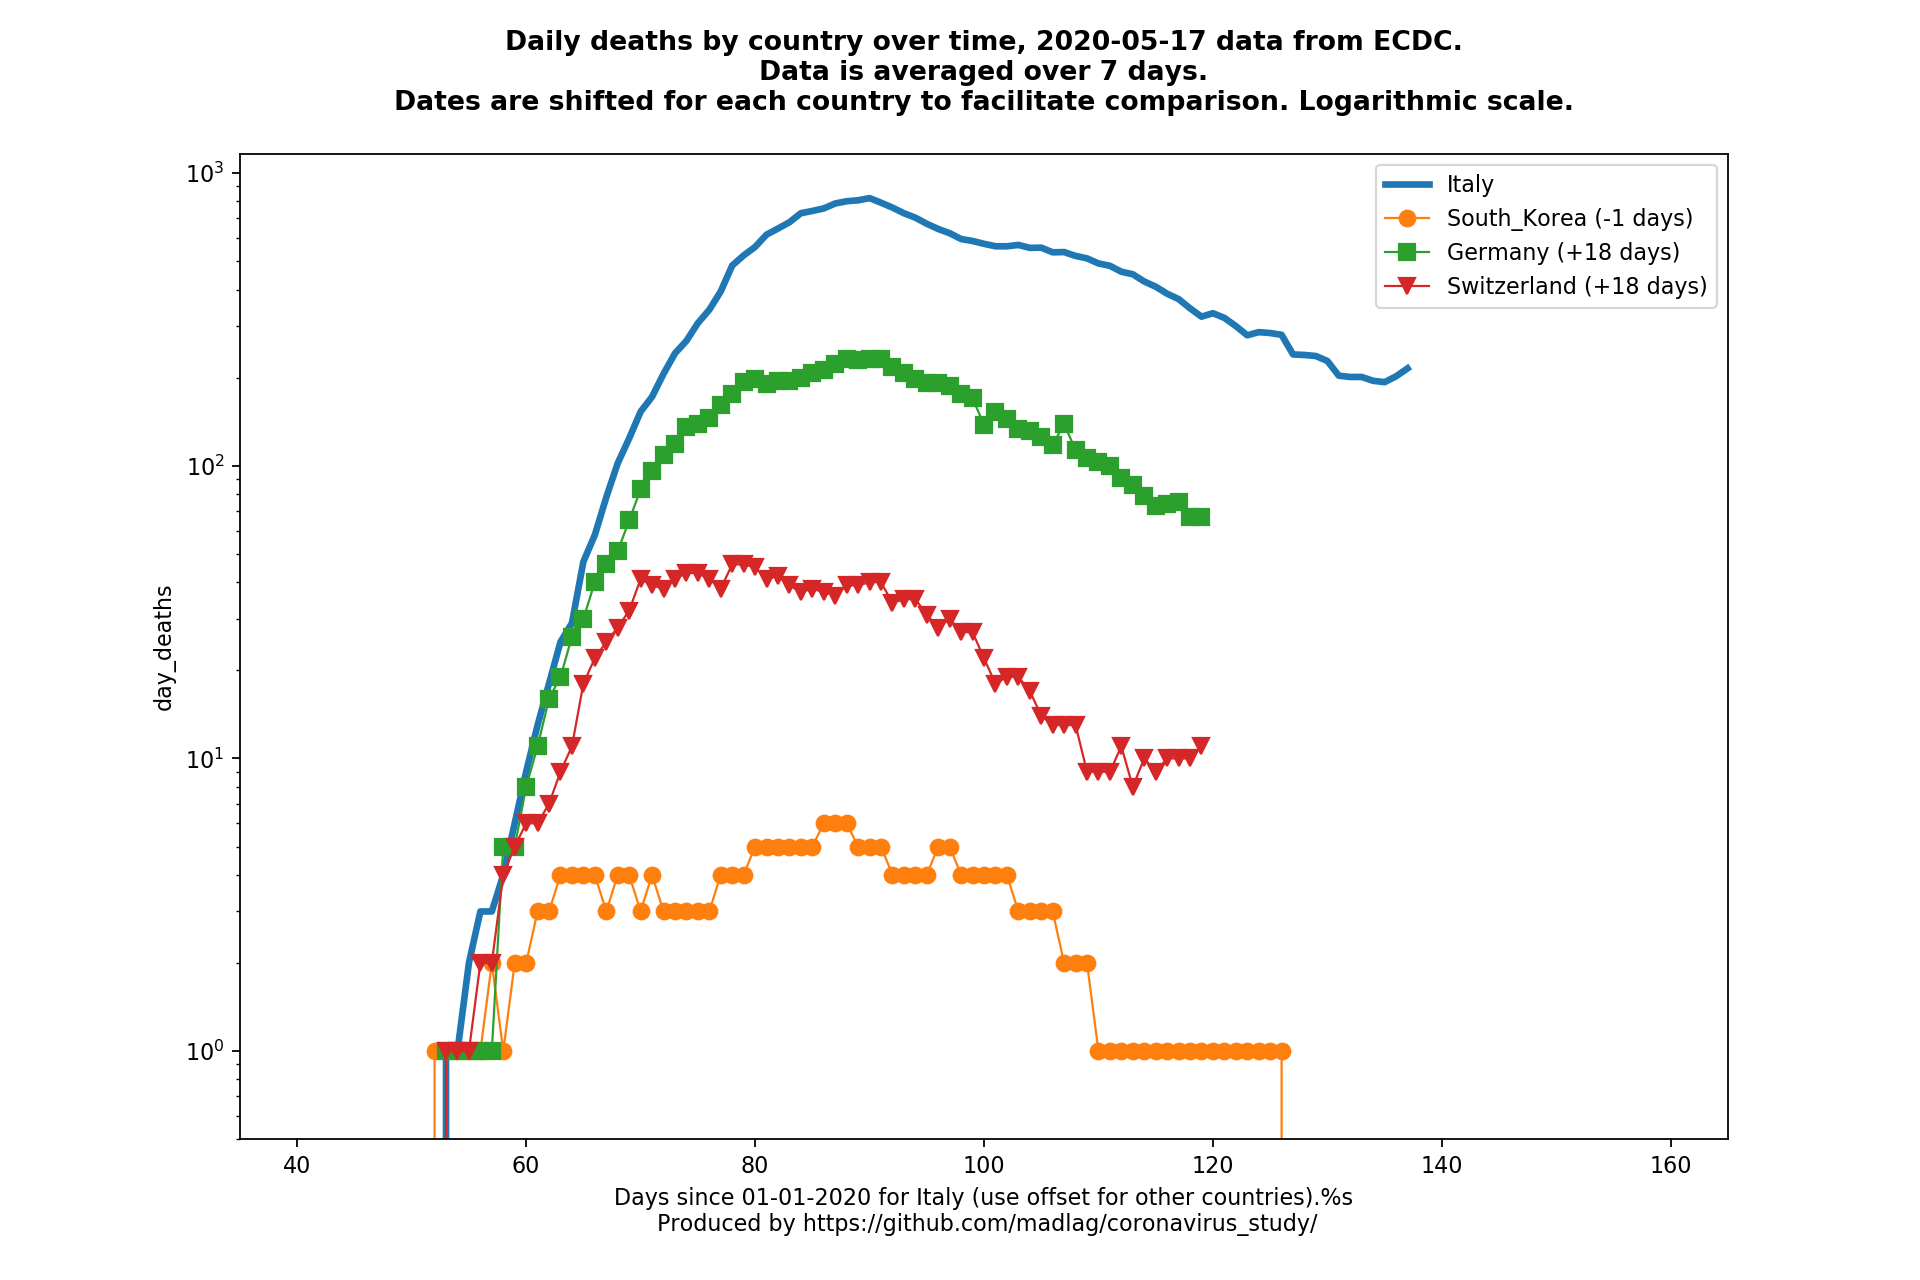 Daily deaths by country over time, 2020-05-17 data from ECDC.
Data is averaged over 7 days.
Dates are shifted for each country to facilitate comparison. Logarithmic scale.
10³
10²
10¹
10⁰
day_deaths
Italy
South_Korea (-1 days)
Germany (+18 days)
Switzerland (+18 days)
40 60 80 100 120 140 160
Days since 01-01-2020 for Italy (use offset for other countries).%s
Produced by https://github.com/madlag/coronavirus_study/